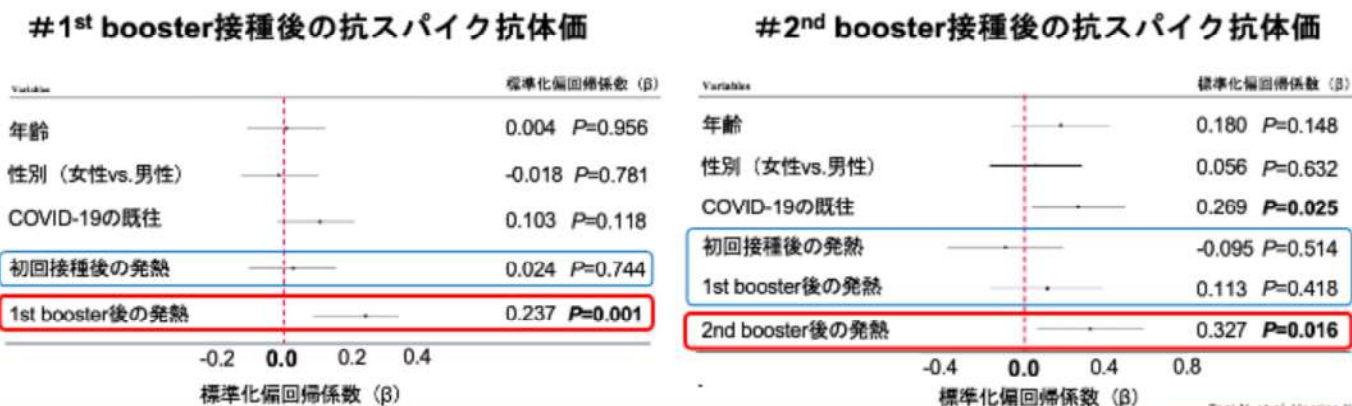 #1st booster接種後の抗スパイク抗体価
Variables 標準化偏回帰係数（β）
年齢 0.004 P=0.956
性別（女性vs.男性） -0.018 P=0.781
COVID-19の既往 0.103 P=0.118
初回接種後の発熱 0.024 P=0.744
1st booster後の発熱 0.237 P=0.001
-0.2 0.0 0.2 0.4
標準化偏回帰係数（β）
#2nd booster接種後の抗スパイク抗体価
Variables 標準化偏回帰係数（β）
年齢 0.180 P=0.148
性別（女性vs.男性） 0.056 P=0.632
COVID-19の既往 0.269 P=0.025
初回接種後の発熱 -0.095 P=0.514
1st booster後の発熱 0.113 P=0.418
2nd booster後の発熱 0.327 P=0.016
-0.4 0.0 0.4 0.8
標準化偏回帰係数（β）